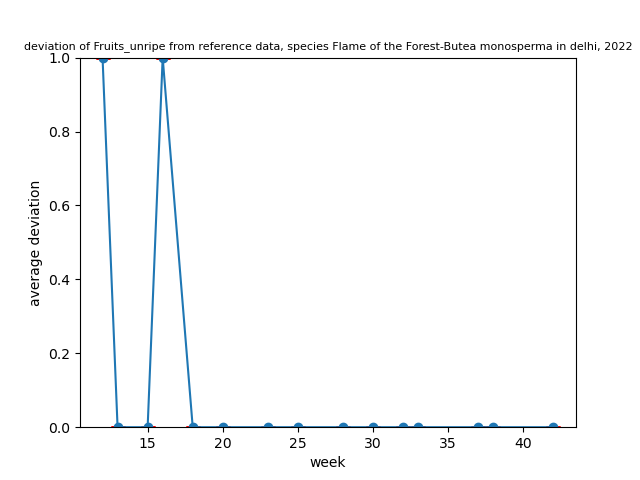 deviation of Fruits_unripe from reference data, species Flame of the Forest-Butea monosperma in delhi, 2022
1.0
0.8
0.6
0.4
0.2
0.0
average deviation
15 20 25 30 35 40
week